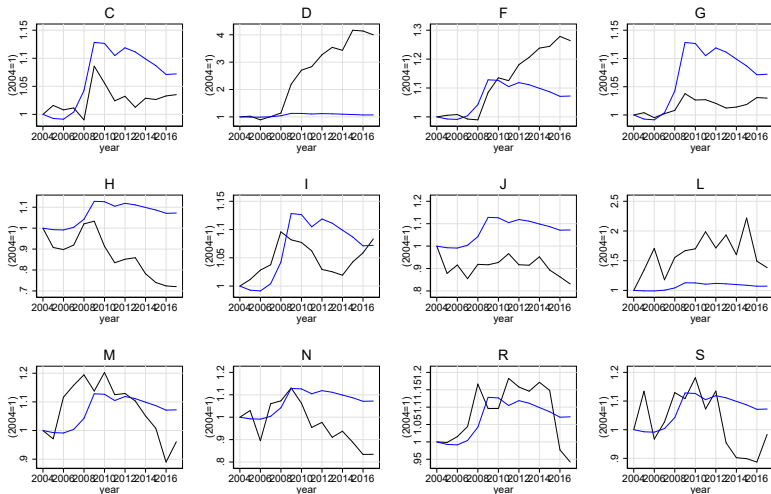 C
(2004=1)
1 1.05 1.1 1.15
2004 2006 2008 2010 2012 2014 2016
year
D
(2004=1)
1 2 3 4
2004 2006 2008 2010 2012 2014 2016
year
F
(2004=1)
1 1.1 1.2 1.3
2004 2006 2008 2010 2012 2014 2016
year
G
(2004=1)
1 1.05 1.1 1.15
2004 2006 2008 2010 2012 2014 2016
year
H
(2004=1)
.7 .8 .9 1 1.1
2004 2006 2008 2010 2012 2014 2016
year
I
(2004=1)
1 1.05 1.1 1.15
2004 2006 2008 2010 2012 2014 2016
year
J
(2004=1)
.8 .9 1 1.1 1.2
2004 2006 2008 2010 2012 2014 2016
year
L
(2004=1)
1 1.5 2 2.5
2004 2006 2008 2010 2012 2014 2016
year
M
(2004=1)
.9 1 1.1 1.2
2004 2006 2008 2010 2012 2014 2016
year
N
(2004=1)
.8 .9 1 1.1 1.2
2004 2006 2008 2010 2012 2014 2016
year
R
(2004=1)
.95 1 1.05 1.1 1.15 1.2
2004 2006 2008 2010 2012 2014 2016
year
S
(2004=1)
.9 1 1.1 1.2
2004 2006 2008 2010 2012 2014 2016
year